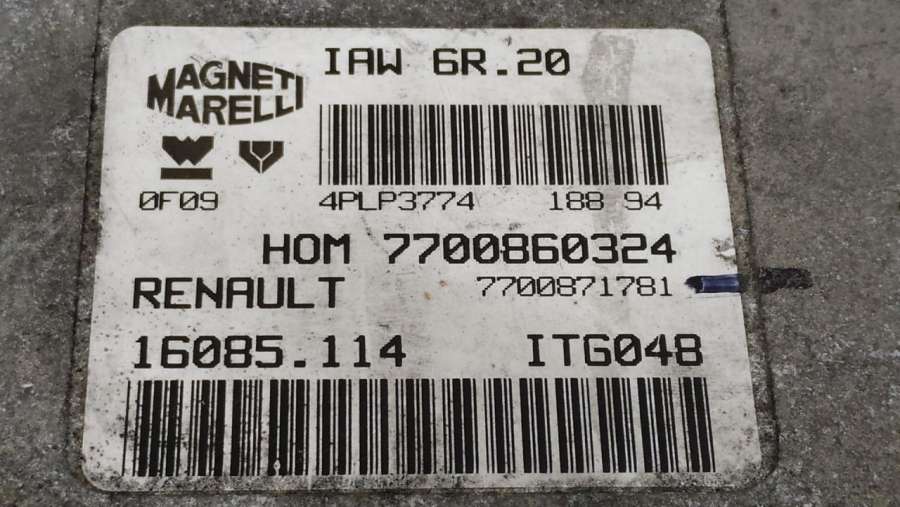 IAW 6R.20
MAGNETI
MARELLI
0F09 4PLP3774 188 94
HOM 7700860324
RENAULT 7700871781
16085.114 ITG048